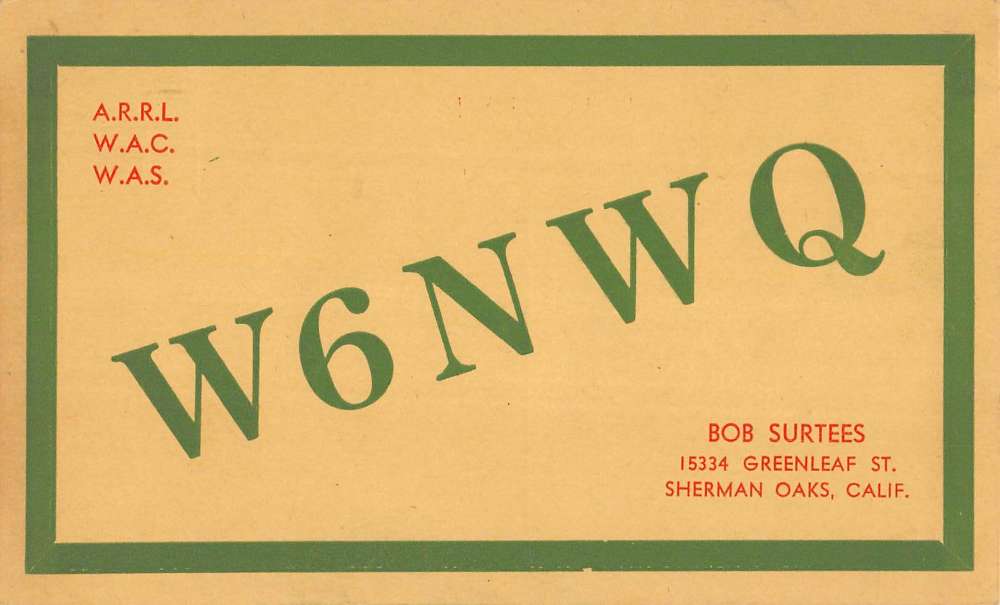 A.R.R.L.
W.A.C.
W.A.S.
W6NWQ
BOB SURTEES
15334 GREENLEAF ST.
SHERMAN OAKS, CALIF.